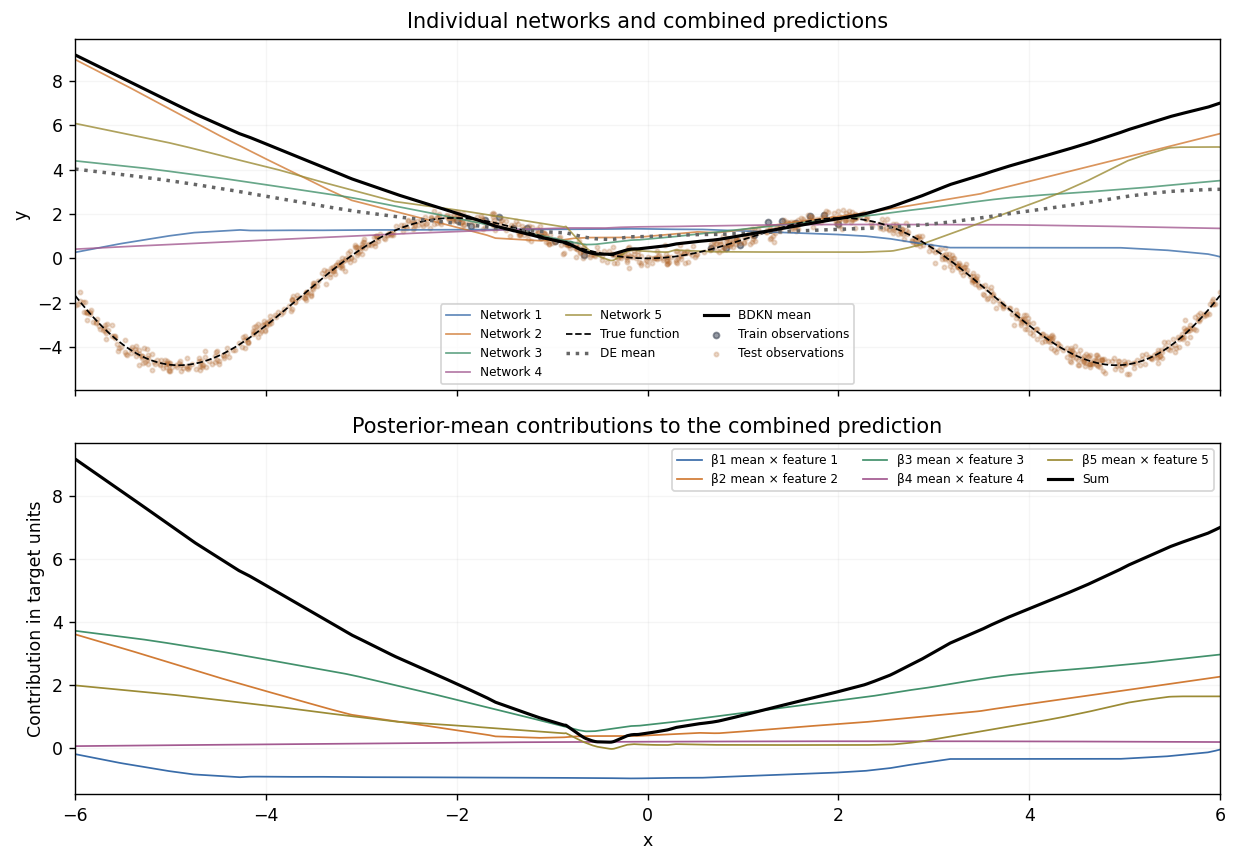 Individual networks and combined predictions
y
8
6
4
2
0
−2
−4
Network 1
Network 2
Network 3
Network 4
Network 5
True function
DE mean
BDKN mean
Train observations
Test observations
Posterior-mean contributions to the combined prediction
Contribution in target units
8
6
4
2
0
β1 mean × feature 1
β2 mean × feature 2
β3 mean × feature 3
β4 mean × feature 4
β5 mean × feature 5
Sum
−6 −4 −2 0 2 4 6
x